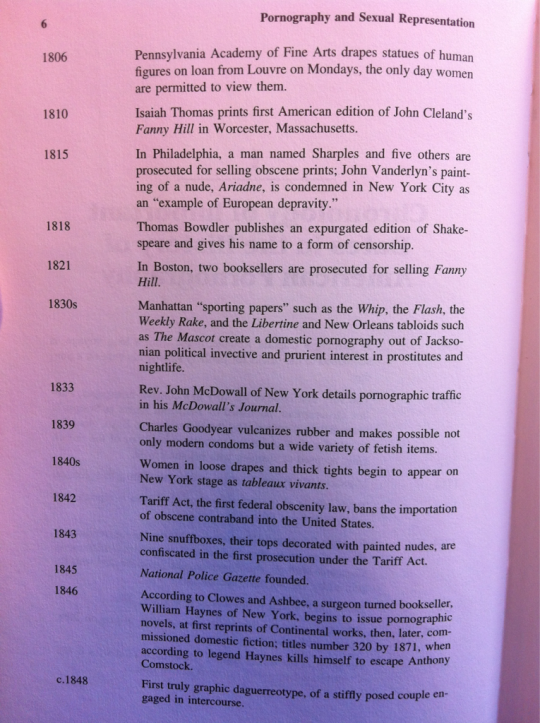 6 Pornography and Sexual Representation
1806 Pennsylvania Academy of Fine Arts drapes statues of human
figures on loan from Louvre on Mondays, the only day women
are permitted to view them.
1810 Isaiah Thomas prints first American edition of John Cleland's
Fanny Hill in Worcester, Massachusetts.
1815 In Philadelphia, a man named Sharples and five others are
prosecuted for selling obscene prints; John Vanderlyn's paint-
ing of a nude, Ariadne, is condemned in New York City as
an “example of European depravity.”
1818 Thomas Bowdler publishes an expurgated edition of Shake-
speare and gives his name to a form of censorship.
1821 In Boston, two booksellers are prosecuted for selling Fanny
Hill.
1830s Manhattan “sporting papers” such as the Whip, the Flash, the
Weekly Rake, and the Libertine and New Orleans tabloids such
as The Mascot create a domestic pornography out of Jackso-
nian political invective and prurient interest in prostitutes and
nightlife.
1833 Rev. John McDowall of New York details pornographic traffic
in his McDowall's Journal.
1839 Charles Goodyear vulcanizes rubber and makes possible not
only modern condoms but a wide variety of fetish items.
1840s Women in loose drapes and thick tights begin to appear on
New York stage as tableaux vivants.
1842 Tariff Act, the first federal obscenity law, bans the importation
of obscene contraband into the United States.
1843 Nine snuffboxes, their tops decorated with painted nudes, are
confiscated in the first prosecution under the Tariff Act.
1845 National Police Gazette founded.
1846 According to Clowes and Ashbee, a surgeon turned bookseller,
William Haynes of New York, begins to issue pornographic
novels, at first reprints of Continental works, then, later, com-
missioned domestic fiction; titles number 320 by 1871, when
according to legend Haynes kills himself to escape Anthony
Comstock.
c.1848 First truly graphic daguerreotype, of a stiffly posed couple en-
gaged in intercourse.